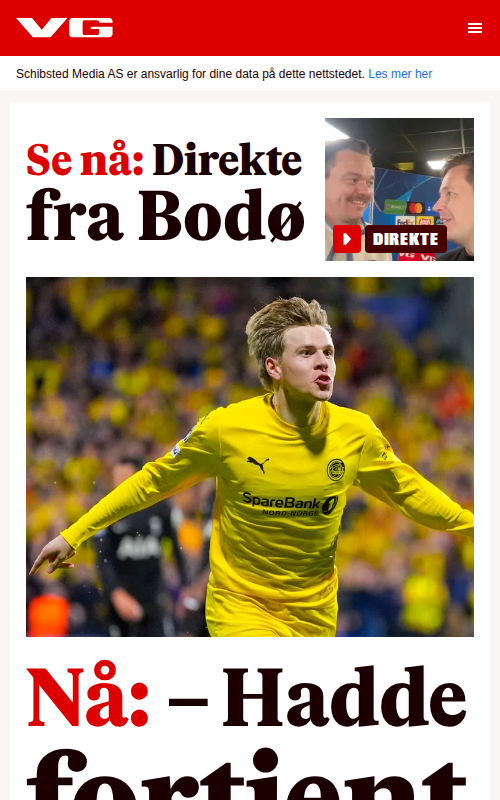 VG
Schibsted Media AS er ansvarlig for dine data på dette nettstedet. Les mer her
Se nå: Direkte
fra Bodø
DIREKTE
SpareBank
NORD-NORGE
AIA
Nå: – Hadde
fortjent